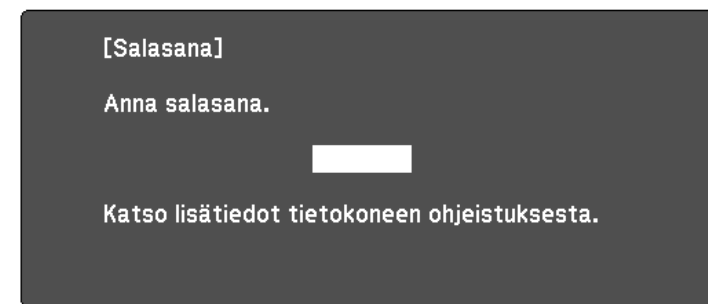 [Salasana]
Anna salasana.
Katso lisätiedot tietokoneen ohjeistuksesta.